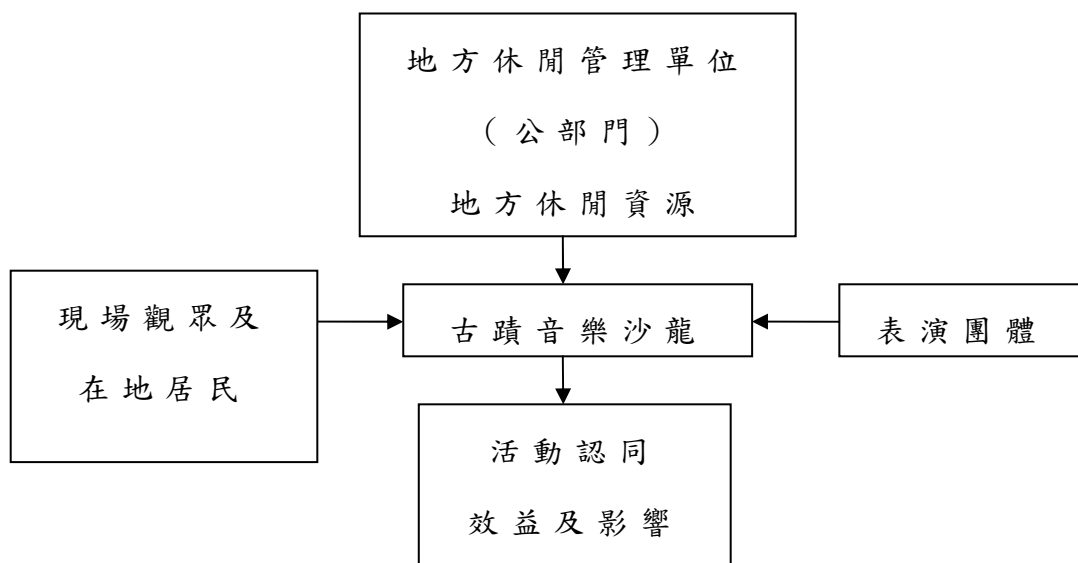 地方休閒管理單位
（公部門）
地方休閒資源
現場觀眾及
在地居民
古蹟音樂沙龍
表演團體
活動認同
效益及影響